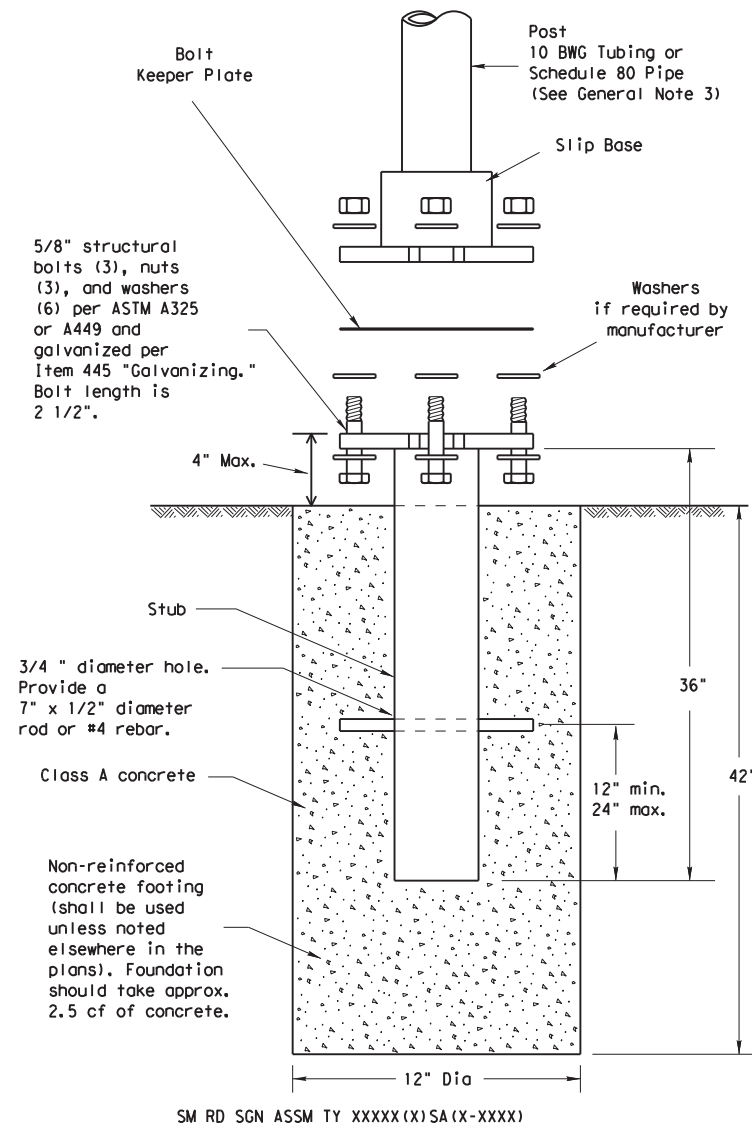 Bolt
Keeper Plate
Post
10 BWG Tubing or
Schedule 80 Pipe
(See General Note 3)
Slip Base
5/8" structural
bolts (3), nuts
(3), and washers
(6) per ASTM A325
or A449 and
galvanized per
Item 445 "Galvanizing."
Bolt length is
2 1/2".
Washers
if required by
manufacturer
4" Max.
Stub
3/4 " diameter hole.
Provide a
7" x 1/2" diameter
rod or #4 rebar.
36"
Class A concrete
12" min.
24" max.
42"
Non-reinforced
concrete footing
(shall be used
unless noted
elsewhere in the
plans). Foundation
should take approx.
2.5 cf of concrete.
12" Dia
SM RD SGN ASSM TY XXXXX(X)SA(X-XXXX)